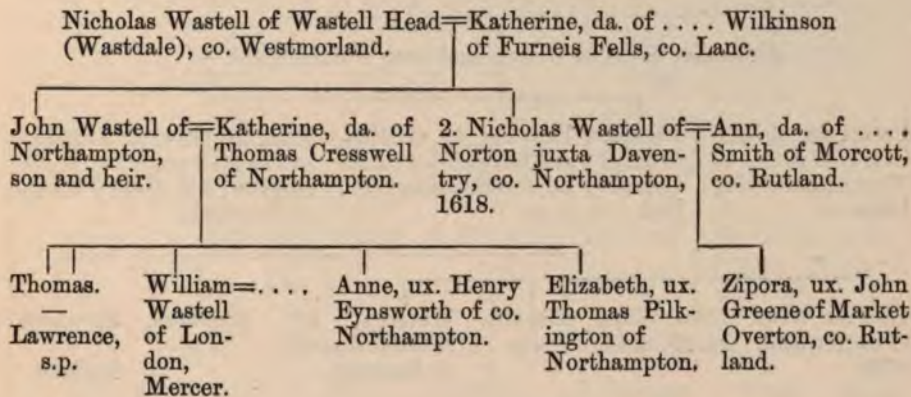 Nicholas Wastell of Wastell Head=Katherine, da. of .... Wilkinson
(Wastdale), co. Westmorland.
of Furneis Fells, co. Lanc.
John Wastell of=Katherine, da. of
Northampton,
Thomas Cresswell
son and heir.
of Northampton.
2. Nicholas Wastell of=Ann, da. of ....
Norton juxta Daven-
Smith of Morcott,
try, co. Northampton,
co. Rutland.
1618.
Thomas.
—
Lawrence,
s.p.
William=....
Wastell
of Lon-
don,
Mercer.
Anne, ux. Henry
Eynsworth of co.
Northampton.
Elizabeth, ux.
Thomas Pilk-
ington of
Northampton.
Zipora, ux. John
Greene of Market
Overton, co. Rut-
land.